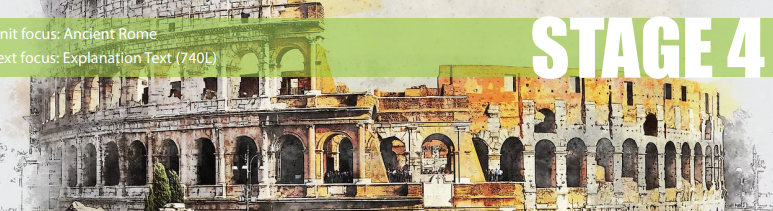 nit focus: Ancient Rome
ext focus: Explanation Text (740L)
STAGE 4